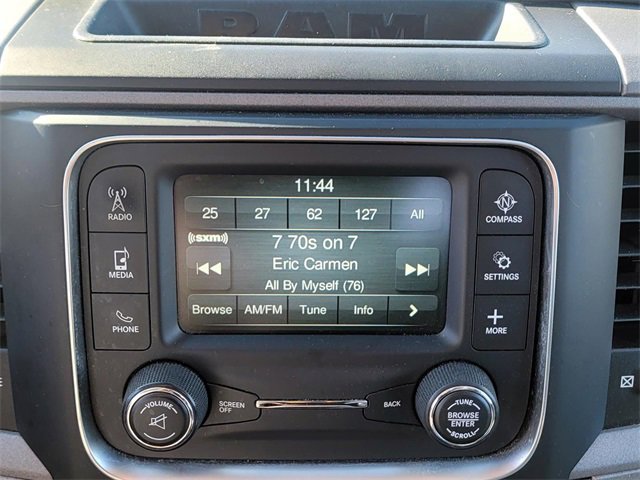 RAM
11:44
25 27 62 127 All
((sxm))
7 70s on 7
Eric Carmen
All By Myself (76)
Browse AM/FM Tune Info >
RADIO
MEDIA
PHONE
N
COMPASS
SETTINGS
+
MORE
VOLUME
SCREEN
OFF
BACK
TUNE
BROWSE
ENTER
SCROLL